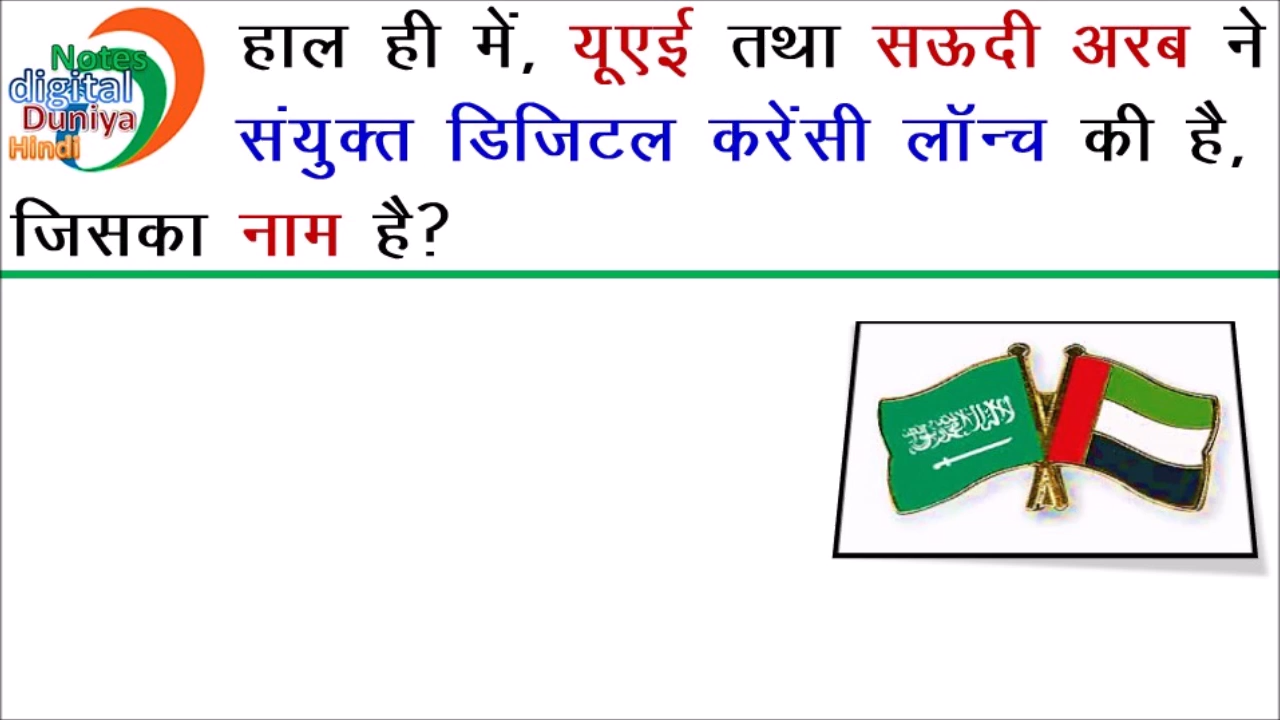 Notes
digital
Duniya
Hindi
हाल ही में, यूएई तथा सऊदी अरब ने
संयुक्त डिजिटल करेंसी लॉन्च की है,
जिसका नाम है?